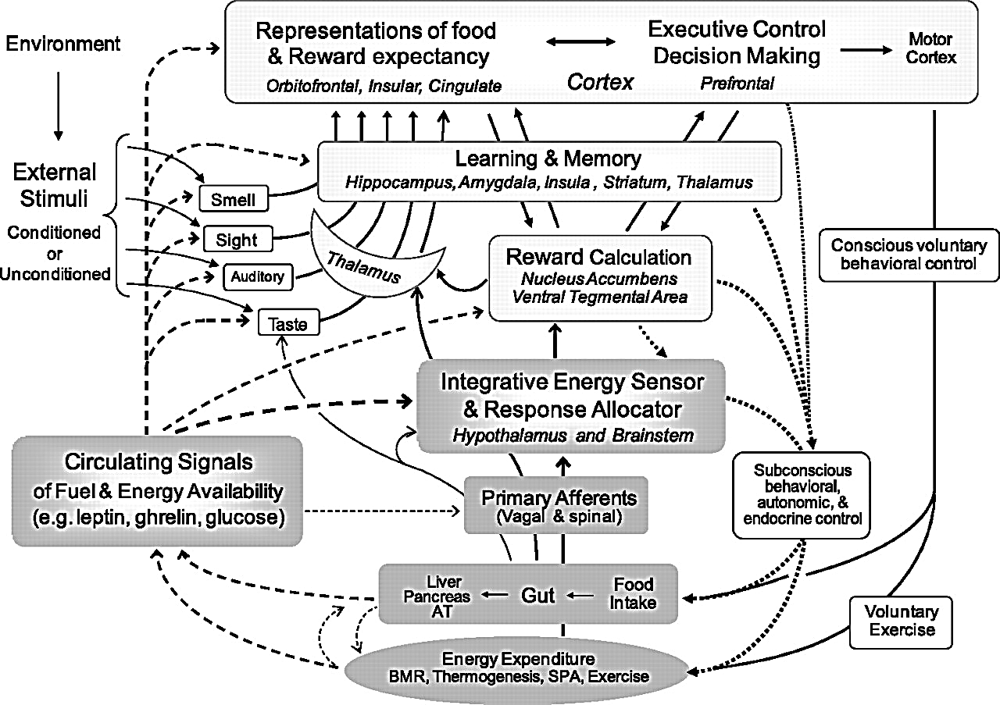 Environment
Representations of food
& Reward expectancy
Orbitofrontal, Insular, Cingulate
Cortex
Executive Control
Decision Making
Prefrontal
Motor
Cortex
External
Stimuli
Conditioned
or
Unconditioned
Learning & Memory
Hippocampus, Amygdala, Insula , Striatum, Thalamus
Smell
Sight
Auditory
Taste
Thalamus
Reward Calculation
Nucleus Accumbens
Ventral Tegmental Area
Conscious voluntary
behavioral control
Integrative Energy Sensor
& Response Allocator
Hypothalamus and Brainstem
Circulating Signals
of Fuel & Energy Availability
(e.g. leptin, ghrelin, glucose)
Primary Afferents
(Vagal & spinal)
Subconscious
behavioral,
autonomic, &
endocrine control
Liver
Pancreas
AT
Gut
Food
Intake
Voluntary
Exercise
Energy Expenditure
BMR, Thermogenesis, SPA, Exercise